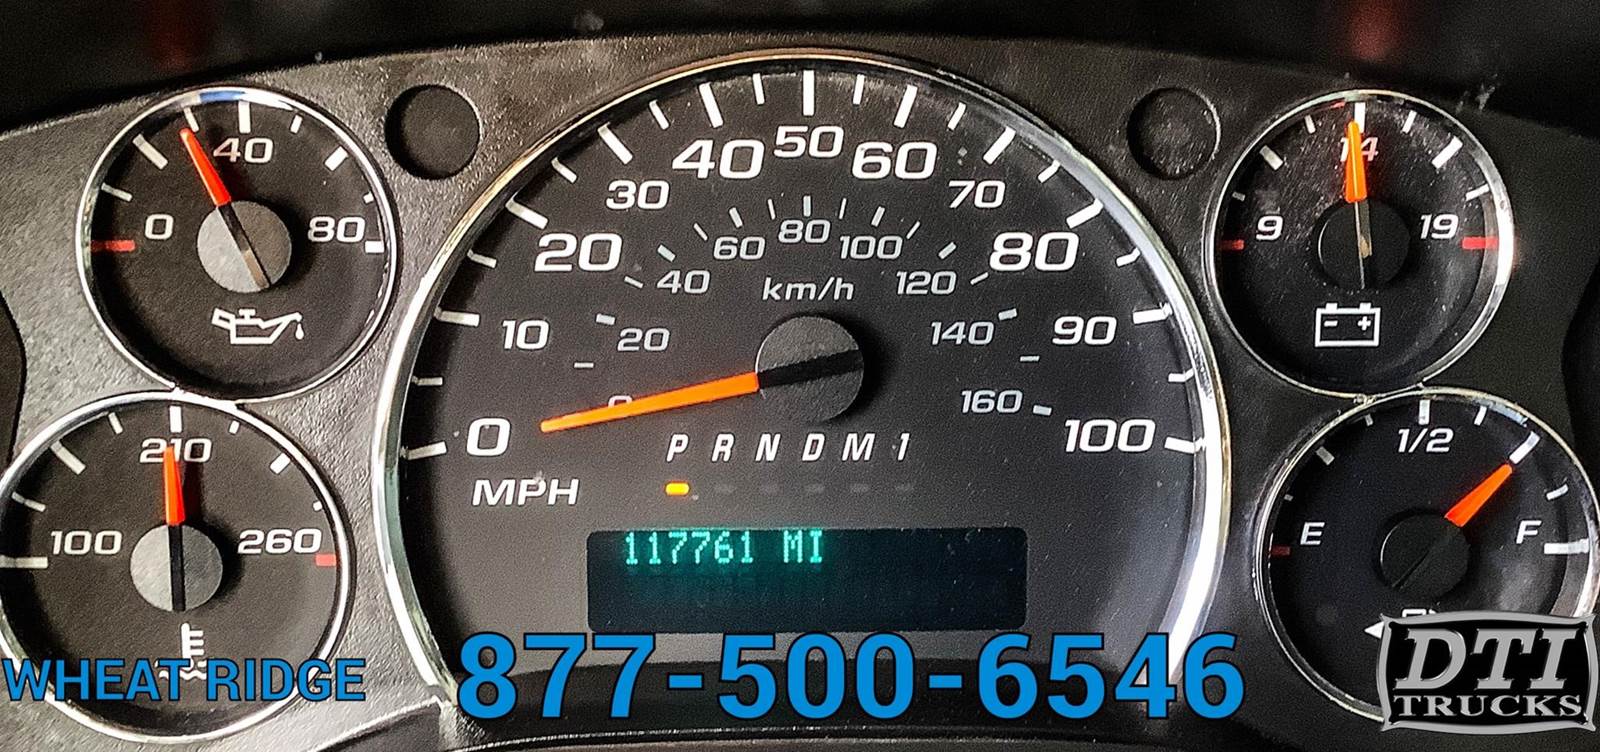 0 40 80
100 210 260
0 10 20 30 40 50 60 70 80 90 100
0 20 40 60 80 100 120 140 160
km/h
MPH
P R N D M 1
117761 MI
9 14 19
- +
E 1/2 F
WHEAT RIDGE
877-500-6546
DTI
TRUCKS